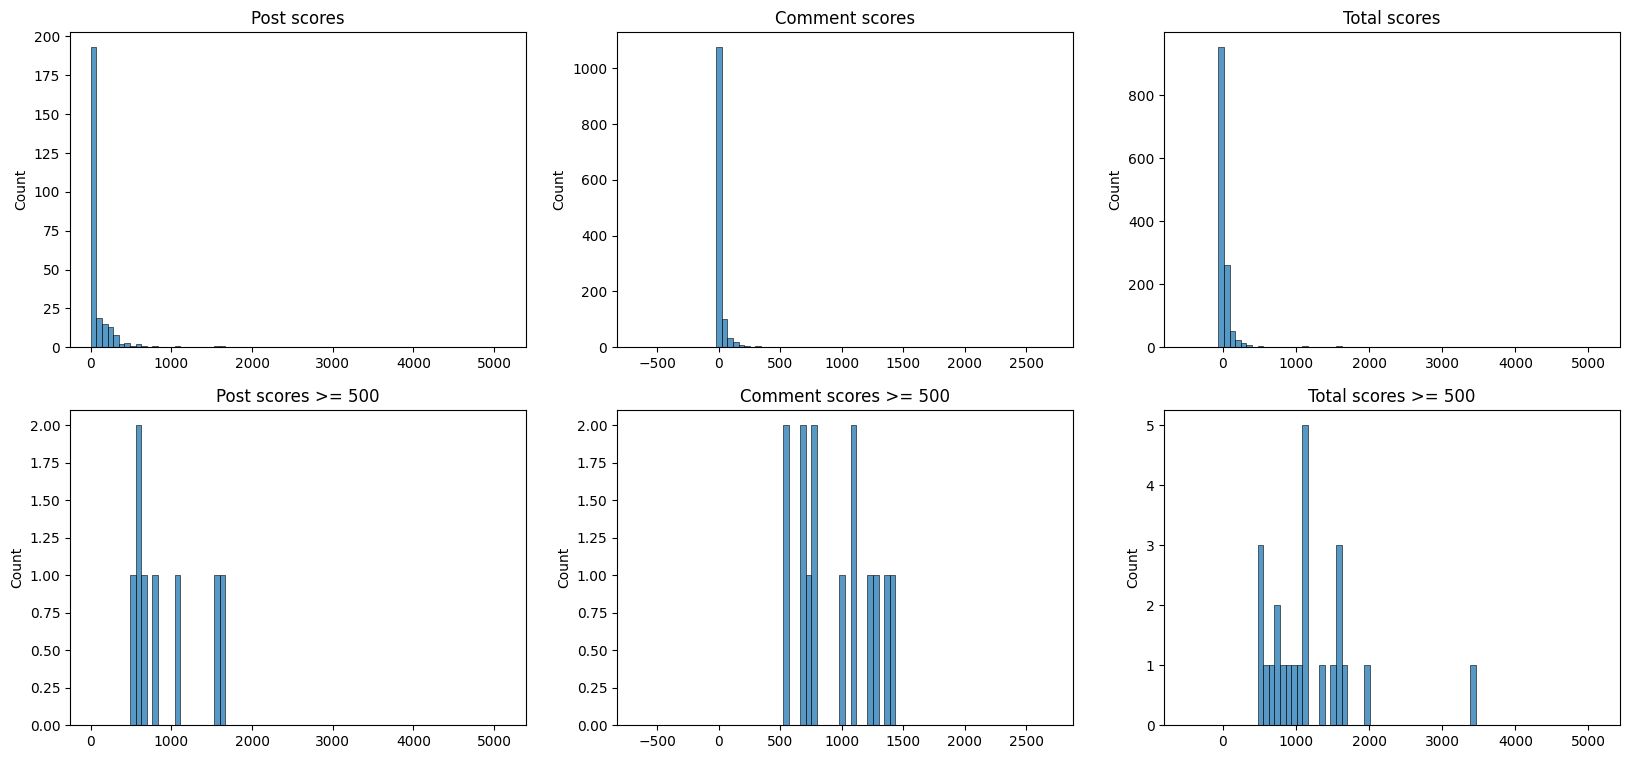 Post scores
Count
200
175
150
125
100
75
50
25
0
0 1000 2000 3000 4000 5000
Comment scores
Count
1000
800
600
400
200
0
−500 0 500 1000 1500 2000 2500
Total scores
Count
800
600
400
200
0
0 1000 2000 3000 4000 5000
Post scores >= 500
Count
2.00
1.75
1.50
1.25
1.00
0.75
0.50
0.25
0.00
0 1000 2000 3000 4000 5000
Comment scores >= 500
Count
2.00
1.75
1.50
1.25
1.00
0.75
0.50
0.25
0.00
−500 0 500 1000 1500 2000 2500
Total scores >= 500
Count
5
4
3
2
1
0
0 1000 2000 3000 4000 5000